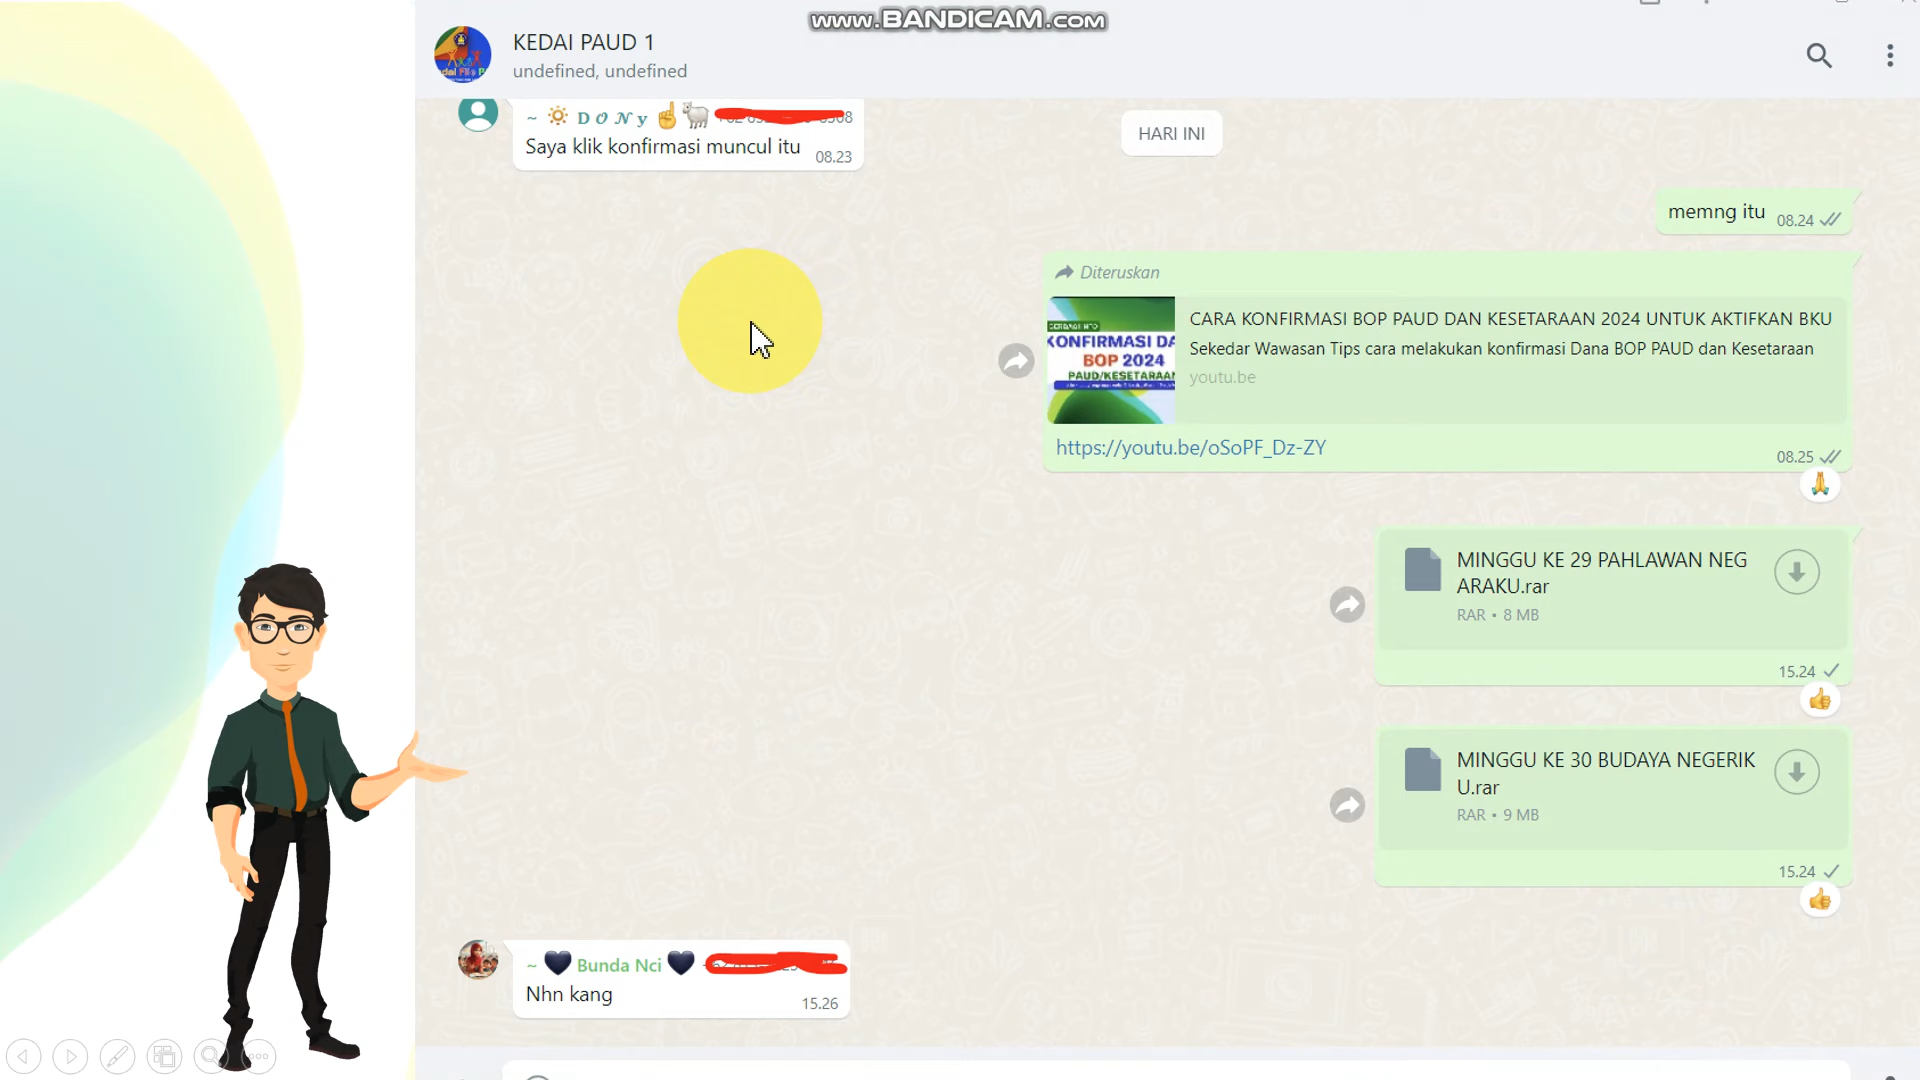 www.BANDICAM.com
KEDAI PAUD 1
undefined, undefined
~ 🔅 D O N y ☝🐐
Saya klik konfirmasi muncul itu 08.23
HARI INI
memng itu 08.24
Diteruskan
KONFIRMASI DA
BOP 2024
PAUD/KESETARAAN
CARA KONFIRMASI BOP PAUD DAN KESETARAAN 2024 UNTUK AKTIFKAN BKU
Sekedar Wawasan Tips cara melakukan konfirmasi Dana BOP PAUD dan Kesetaraan
youtu.be
https://youtu.be/oSoPF_Dz-ZY
08.25
MINGGU KE 29 PAHLAWAN NEG
ARAKU.rar
RAR • 8 MB
15.24
MINGGU KE 30 BUDAYA NEGERIK
U.rar
RAR • 9 MB
15.24
~ 🖤 Bunda Nci 🖤
Nhn kang 15.26